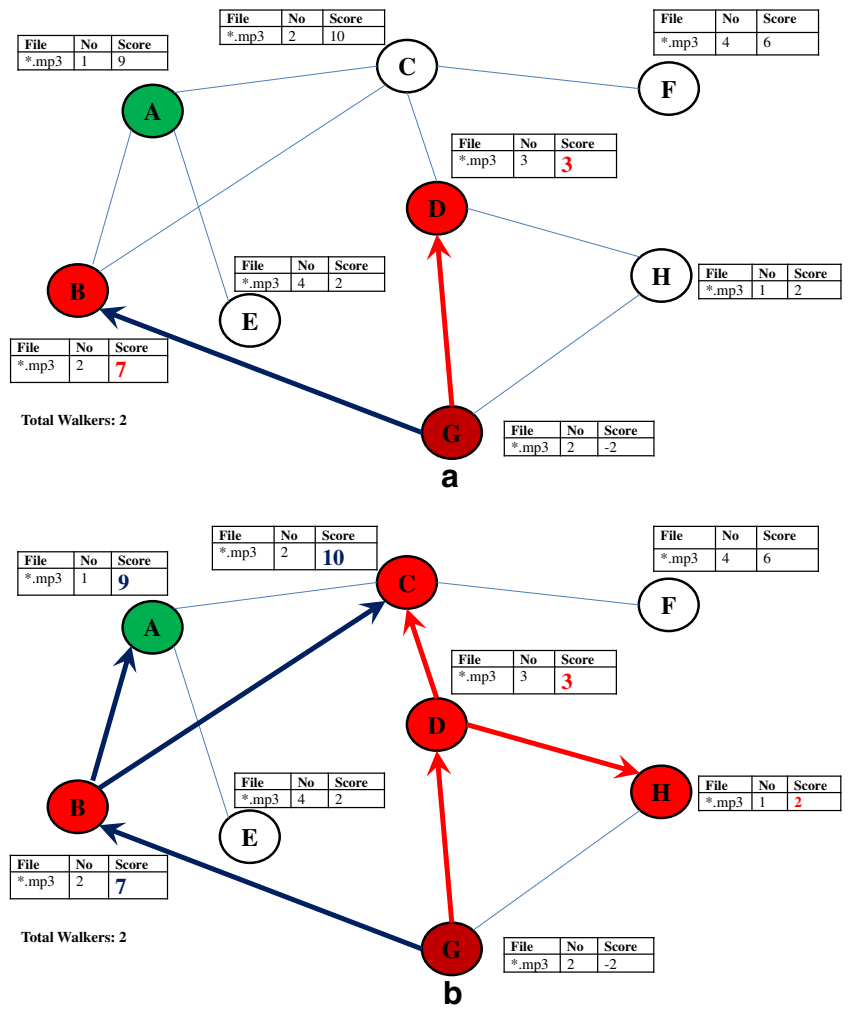 File No Score
*.mp3 2 10
File No Score
*.mp3 4 6
File No Score
*.mp3 1 9
C
F
A
File No Score
*.mp3 3 3
D
File No Score
*.mp3 4 2
File No Score
*.mp3 1 2
H
B
E
File No Score
*.mp3 2 7
Total Walkers: 2
G
File No Score
*.mp3 2 -2
a
File No Score
*.mp3 2 10
File No Score
*.mp3 4 6
File No Score
*.mp3 1 9
C
F
A
File No Score
*.mp3 3 3
D
File No Score
*.mp3 4 2
File No Score
*.mp3 1 2
H
B
E
File No Score
*.mp3 2 7
Total Walkers: 2
G
File No Score
*.mp3 2 -2
b